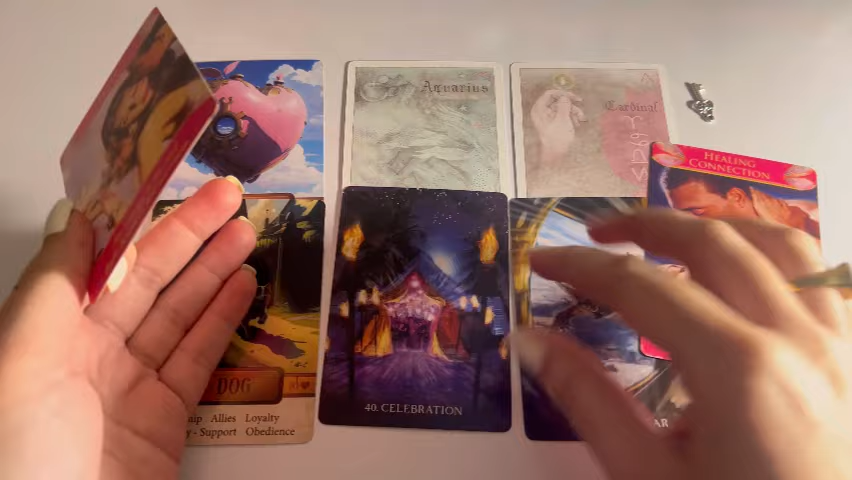 Aquarius
Cardinal
HEALING
CONNECTION
DOG
Allies Loyalty
Support Obedience
40. CELEBRATION